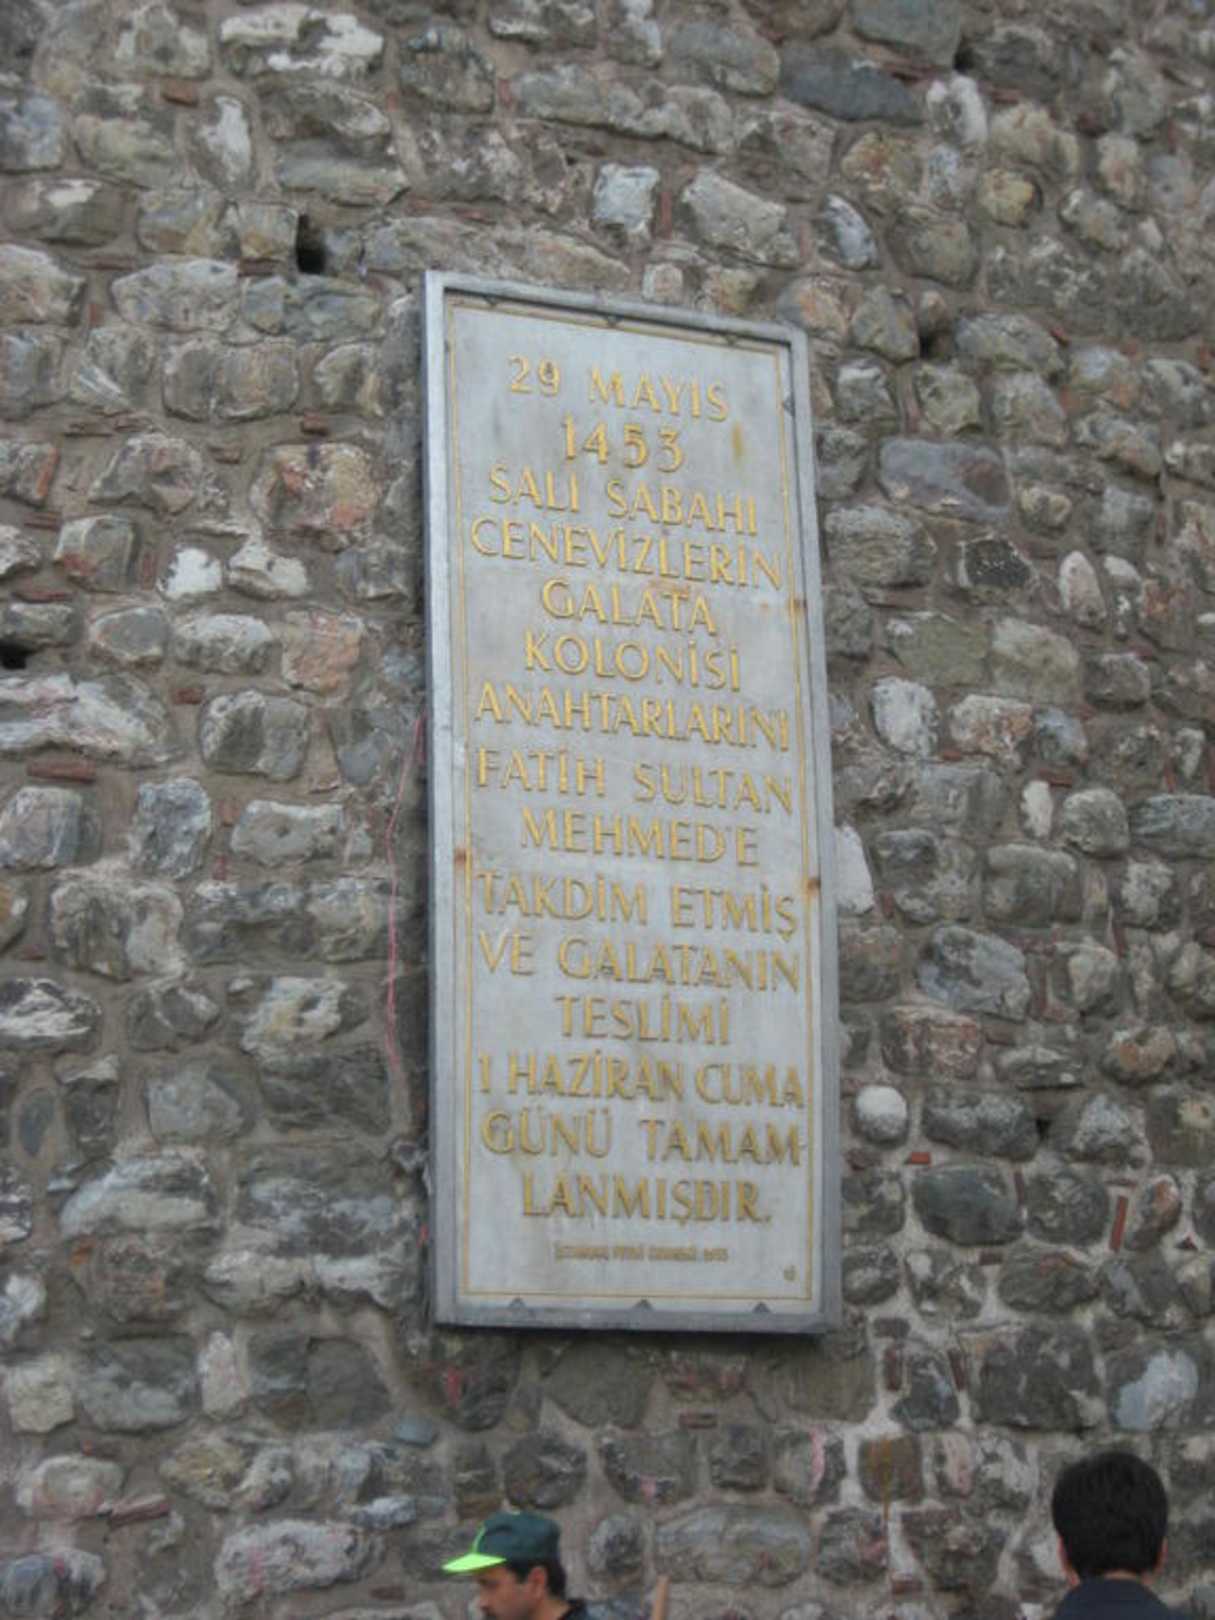 29 MAYIS
1453
SALI SABAHI
CENEVİZLERİN
GALATA
KOLONİSİ
ANAHTARLARINI
FATİH SULTAN
MEHMED'E
TAKDİM ETMİŞ
VE GALATANIN
TESLİMİ
1 HAZİRAN CUMA
GÜNÜ TAMAM-
LANMIŞDIR.